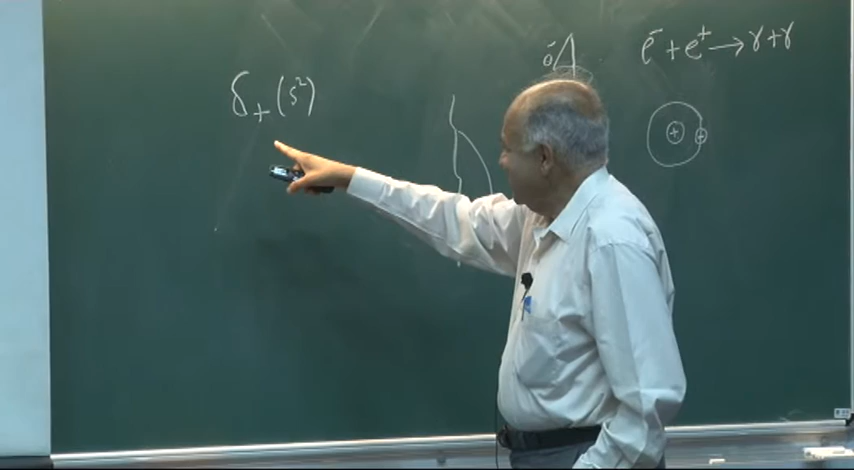 δ₊ (s²)
e⁻ + e⁺ → γ + γ
+